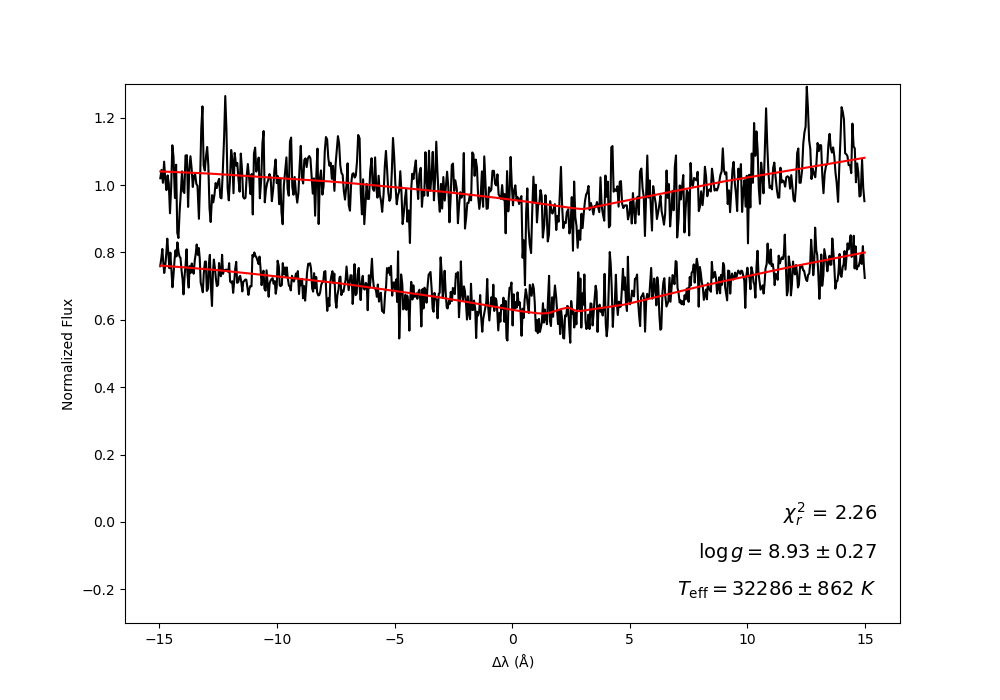 Normalized Flux
1.2
1.0
0.8
0.6
0.4
0.2
0.0
−0.2
χ²ᵣ = 2.26
log g = 8.93 ± 0.27
T_eff = 32286 ± 862 K
−15 −10 −5 0 5 10 15
Δλ (Å)